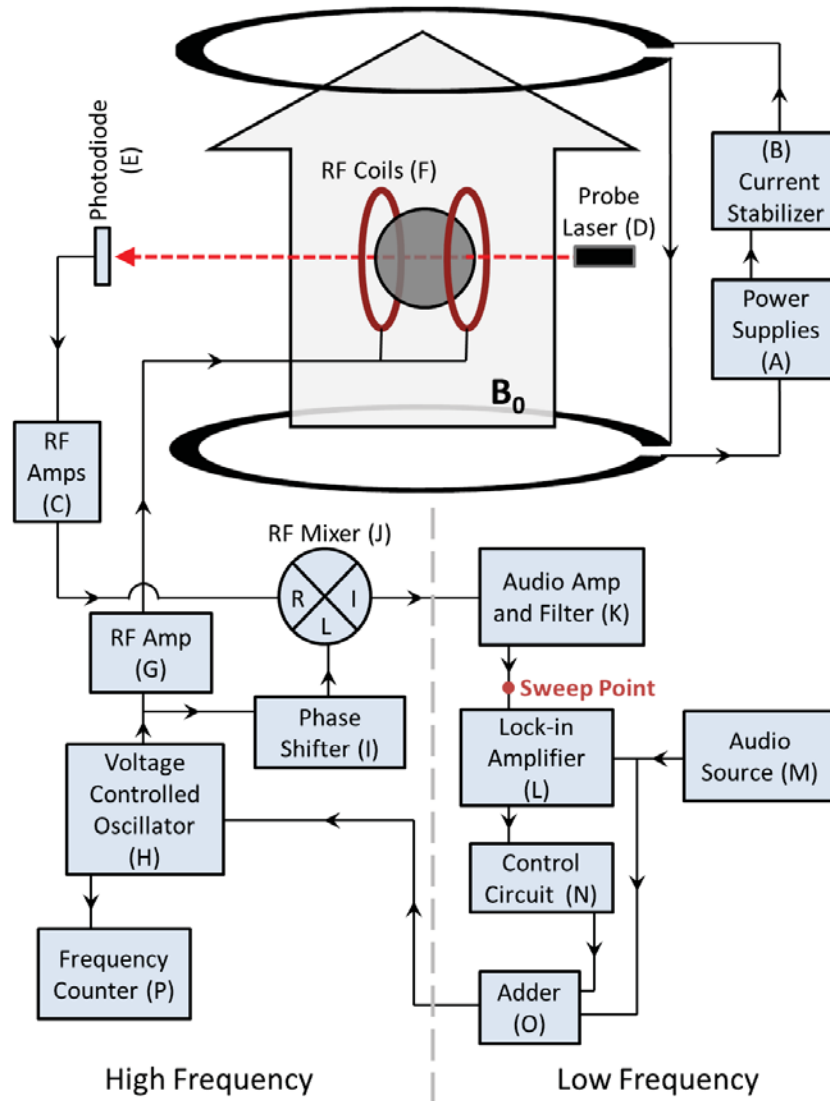 Photodiode
(E)
RF Coils (F)
Probe
Laser (D)
(B)
Current
Stabilizer
Power
Supplies
(A)
B0
RF
Amps
(C)
RF Mixer (J)
R
I
L
Audio Amp
and Filter (K)
RF Amp
(G)
Sweep Point
Phase
Shifter (I)
Lock-in
Amplifier
(L)
Audio
Source (M)
Voltage
Controlled
Oscillator
(H)
Control
Circuit (N)
Frequency
Counter (P)
Adder
(O)
High Frequency
Low Frequency